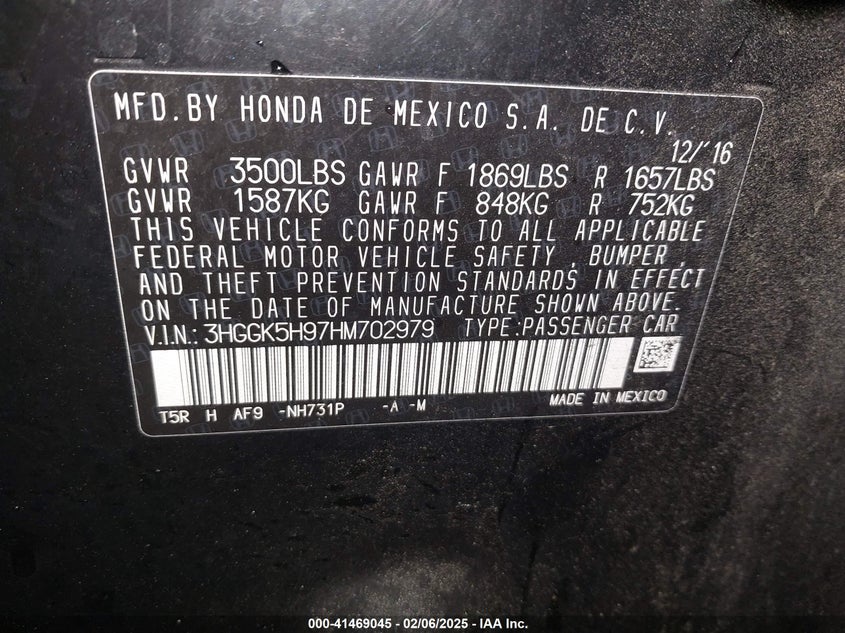 MFD.BY HONDA DE MEXICO S.A. DE C.V.
12/'16
GVWR 3500LBS GAWR F 1869LBS R 1657LBS
GVWR 1587KG GAWR F 848KG R 752KG
THIS VEHICLE CONFORMS TO ALL APPLICABLE
FEDERAL MOTOR VEHICLE SAFETY , BUMPER ,
AND THEFT PREVENTION STANDARDS IN EFFECT
ON THE DATE OF MANUFACTURE SHOWN ABOVE.
V.I.N.: 3HGGK5H97HM702979 TYPE:PASSENGER CAR
T5R H AF9 -NH731P -A -M MADE IN MEXICO
000-41469045 - 02/06/2025 - IAA Inc.